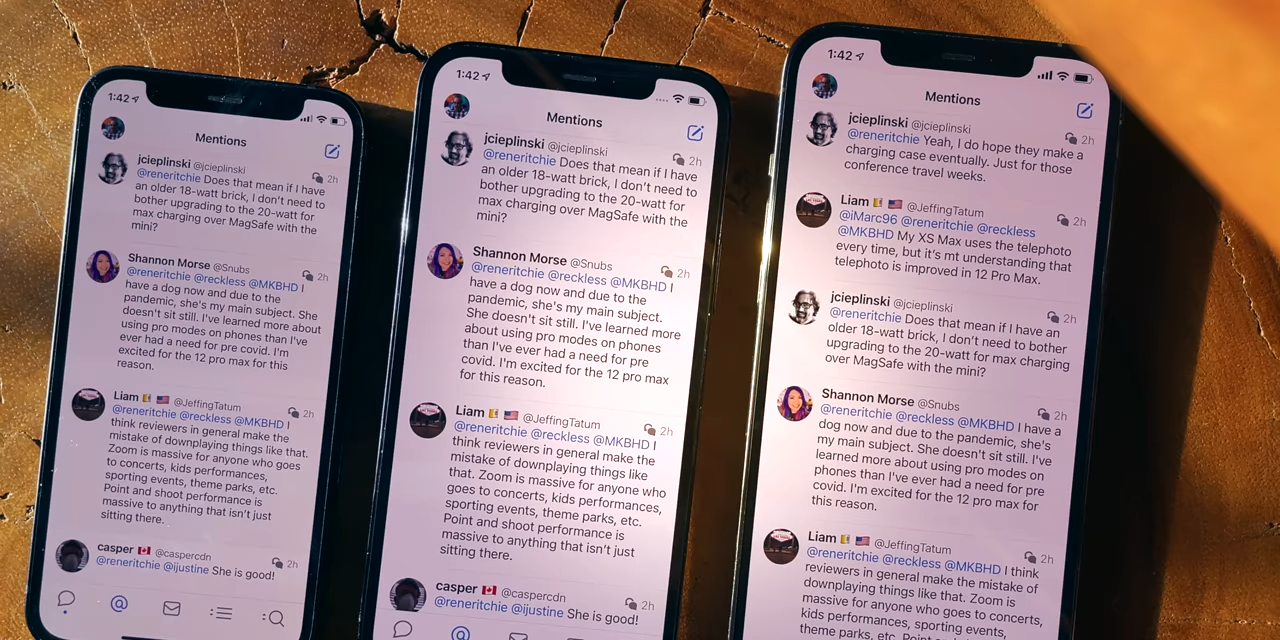 1:42
Mentions
jcieplinski @jcieplinski
2h
@reneritchie Does that mean if I have
an older 18-watt brick, I don't need to
bother upgrading to the 20-watt for
max charging over MagSafe with the
mini?
Shannon Morse @Snubs
2h
@reneritchie @reckless @MKBHD I
have a dog now and due to the
pandemic, she's my main subject. She
doesn't sit still. I've learned more about
using pro modes on phones than I've
ever had a need for pre covid. I'm
excited for the 12 pro max for this
reason.
Liam @JeffingTatum
2h
@reneritchie @reckless @MKBHD I
think reviewers in general make the
mistake of downplaying things like that.
Zoom is massive for anyone who goes
to concerts, kids performances,
sporting events, theme parks, etc.
Point and shoot performance is
massive to anything that isn't just
sitting there.
casper @caspercdn
2h
@reneritchie @ijustine She is good!
1:42
Mentions
jcieplinski @jcieplinski
2h
@reneritchie Does that mean if I have
an older 18-watt brick, I don't need to
bother upgrading to the 20-watt for
max charging over MagSafe with the
mini?
Shannon Morse @Snubs
2h
@reneritchie @reckless @MKBHD I
have a dog now and due to the
pandemic, she's my main subject.
She doesn't sit still. I've learned more
about using pro modes on phones
than I've ever had a need for pre
covid. I'm excited for the 12 pro max
for this reason.
Liam @JeffingTatum
2h
@reneritchie @reckless @MKBHD I
think reviewers in general make the
mistake of downplaying things like
that. Zoom is massive for anyone who
goes to concerts, kids performances,
sporting events, theme parks, etc.
Point and shoot performance is
massive to anything that isn't just
sitting there.
casper @caspercdn
2h
@reneritchie @ijustine She is good!
1:42
Mentions
jcieplinski @jcieplinski
2h
@reneritchie Yeah, I do hope they make a
charging case eventually. Just for those
conference travel weeks.
Liam @JeffingTatum
2h
@iMarc96 @reneritchie @reckless
@MKBHD My XS Max uses the telephoto
every time, but it's mt understanding that
telephoto is improved in 12 Pro Max.
jcieplinski @jcieplinski
2h
@reneritchie Does that mean if I have an
older 18-watt brick, I don't need to bother
upgrading to the 20-watt for max charging
over MagSafe with the mini?
Shannon Morse @Snubs
2h
@reneritchie @reckless @MKBHD I have a
dog now and due to the pandemic, she's
my main subject. She doesn't sit still. I've
learned more about using pro modes on
phones than I've ever had a need for pre
covid. I'm excited for the 12 pro max for
this reason.
Liam @JeffingTatum
2h
@reneritchie @reckless @MKBHD I think
reviewers in general make the mistake of
downplaying things like that. Zoom is
massive for anyone who goes to concerts,
kids performances, sporting events,
theme parks, etc. Point and shoot